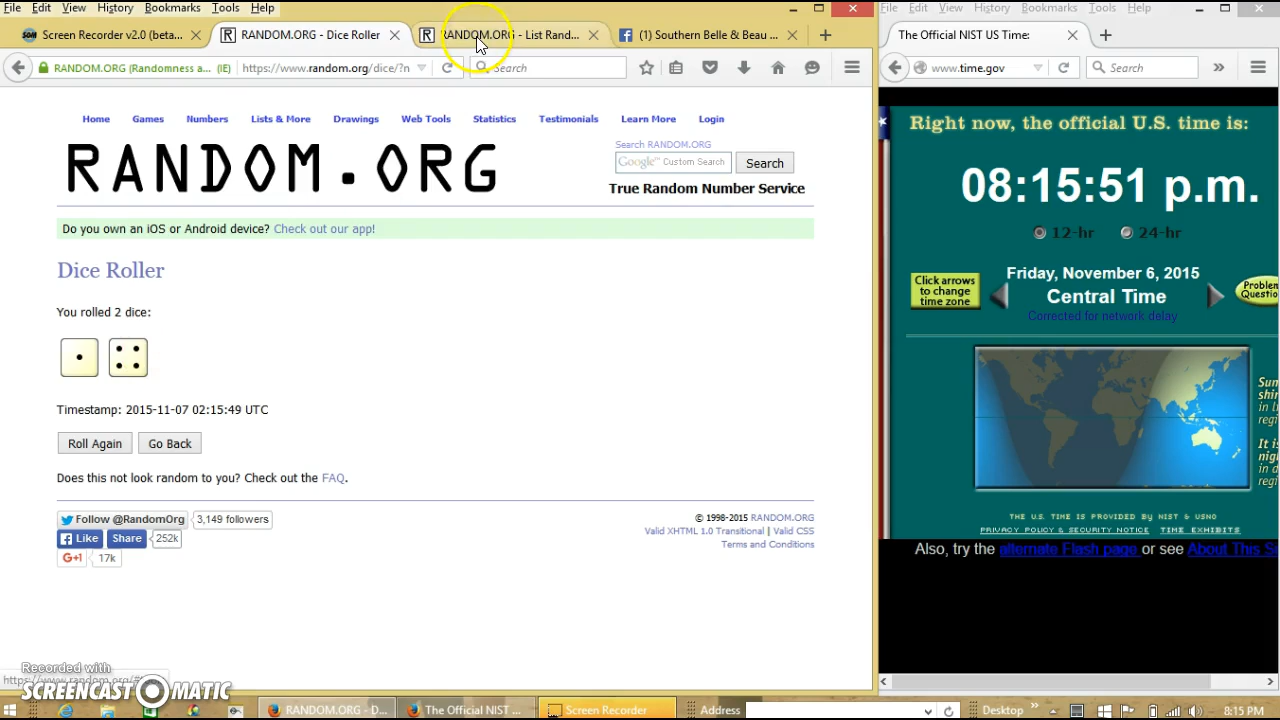 File Edit View History Bookmarks Tools Help
Screen Recorder v2.0 (beta...
RANDOM.ORG - Dice Roller
RANDOM.ORG - List Rand...
(1) Southern Belle & Beau ...
RANDOM.ORG (Randomness a... (IE)
https://www.random.org/dice/?n
Search
Home Games Numbers Lists & More Drawings Web Tools Statistics Testimonials Learn More Login
RANDOM.ORG
Search RANDOM.ORG
Google™ Custom Search
Search
True Random Number Service
Do you own an iOS or Android device? Check out our app!
Dice Roller
You rolled 2 dice:
Timestamp: 2015-11-07 02:15:49 UTC
Roll Again
Go Back
Does this not look random to you? Check out the FAQ.
Follow @RandomOrg 3,149 followers
Like Share 252k
G+1 17k
© 1998-2015 RANDOM.ORG
Valid XHTML 1.0 Transitional | Valid CSS
Terms and Conditions
Recorded with
https://www.random.org/#
SCREENCAST MATIC
File Edit View History Bookmarks Tools Help
The Official NIST US Time:
www.time.gov
Search
Right now, the official U.S. time is:
08:15:51 p.m.
12-hr 24-hr
Click arrows
to change
time zone
Friday, November 6, 2015
Central Time
Corrected for network delay
Problem
Questio
Sun
shir
in b
regi
It is
nigh
in d
regi
THE U.S. TIME IS PROVIDED BY NIST & USNO
PRIVACY POLICY & SECURITY NOTICE TIME EXHIBITS
Also, try the alternate Flash page or see About This S
RANDOM.ORG - D...
The Official NIST ...
Screen Recorder
Address
Desktop
8:15 PM